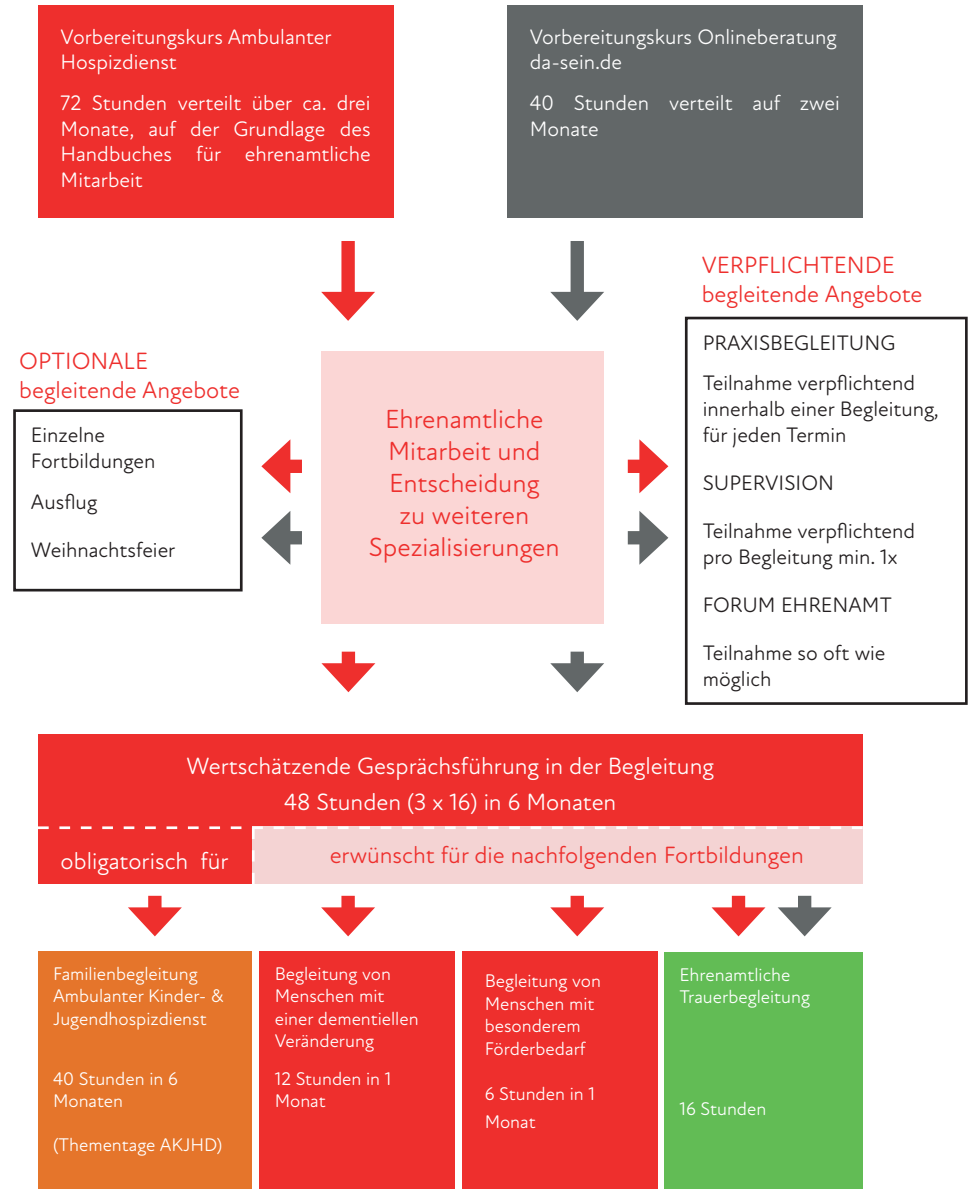 Vorbereitungskurs Ambulanter
Hospizdienst
72 Stunden verteilt über ca. drei
Monate, auf der Grundlage des
Handbuches für ehrenamtliche
Mitarbeit
Vorbereitungskurs Onlineberatung
da-sein.de
40 Stunden verteilt auf zwei
Monate
OPTIONALE
begleitende Angebote
Einzelne
Fortbildungen
Ausflug
Weihnachtsfeier
Ehrenamtliche
Mitarbeit und
Entscheidung
zu weiteren
Spezialisierungen
VERPFLICHTENDE
begleitende Angebote
PRAXISBEGLEITUNG
Teilnahme verpflichtend
innerhalb einer Begleitung,
für jeden Termin
SUPERVISION
Teilnahme verpflichtend
pro Begleitung min. 1x
FORUM EHRENAMT
Teilnahme so oft wie
möglich
Wertschätzende Gesprächsführung in der Begleitung
48 Stunden (3 x 16) in 6 Monaten
obligatorisch für
erwünscht für die nachfolgenden Fortbildungen
Familienbegleitung
Ambulanter Kinder- &
Jugendhospizdienst
40 Stunden in 6
Monaten
(Thementage AKJHD)
Begleitung von
Menschen mit
einer dementiellen
Veränderung
12 Stunden in 1
Monat
Begleitung von
Menschen mit
besonderem
Förderbedarf
6 Stunden in 1
Monat
Ehrenamtliche
Trauerbegleitung
16 Stunden